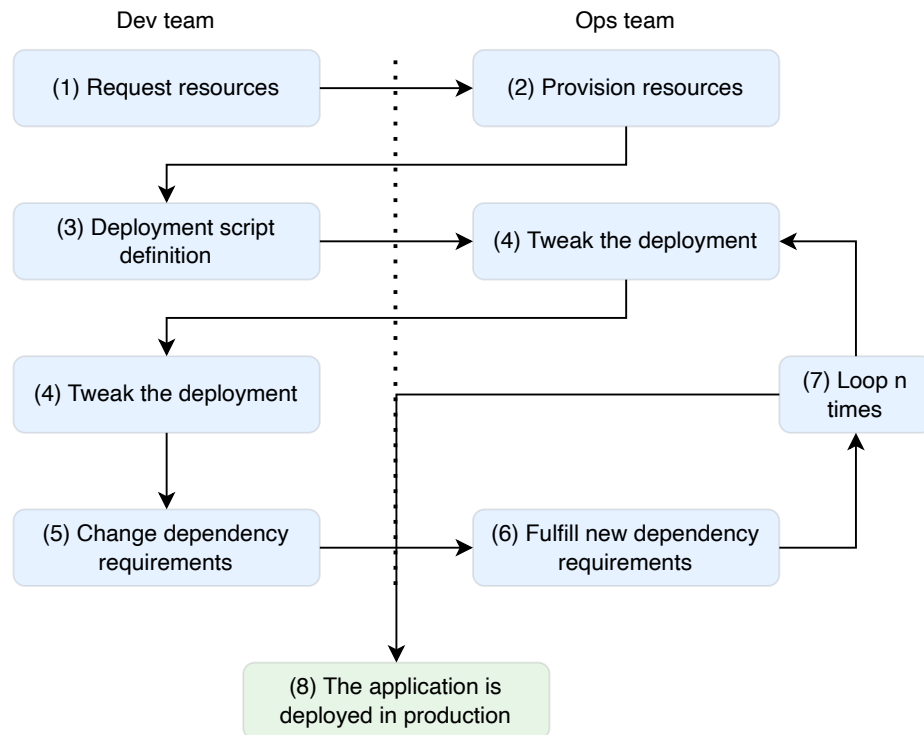 Dev team
Ops team
(1) Request resources
(2) Provision resources
(3) Deployment script
definition
(4) Tweak the deployment
(4) Tweak the deployment
(7) Loop n
times
(5) Change dependency
requirements
(6) Fulfill new dependency
requirements
(8) The application is
deployed in production